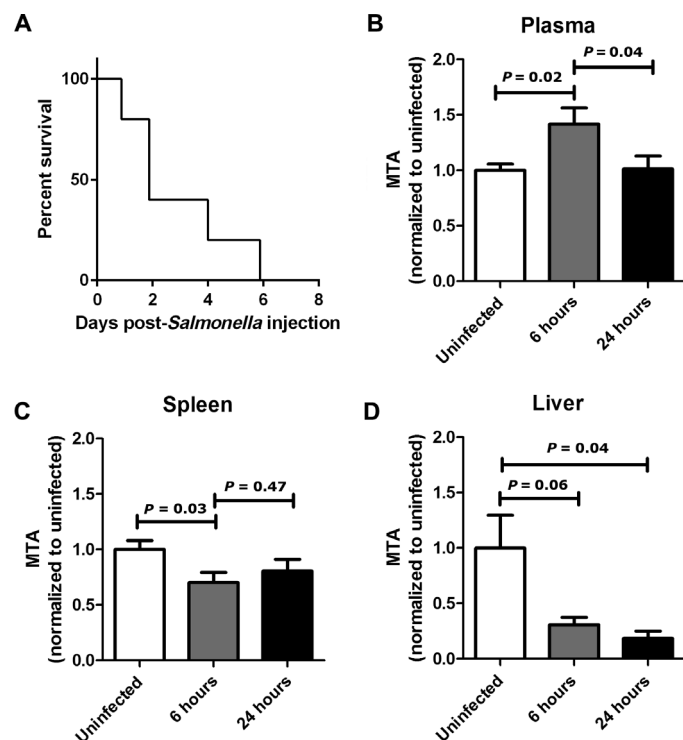 A
Percent survival
100
50
0
0 2 4 6 8
Days post-Salmonella injection
B
Plasma
MTA
(normalized to uninfected)
2.0
1.5
1.0
0.5
0.0
P = 0.02
P = 0.04
Uninfected
6 hours
24 hours
C
Spleen
MTA
(normalized to uninfected)
2.0
1.5
1.0
0.5
0.0
P = 0.03
P = 0.47
Uninfected
6 hours
24 hours
D
Liver
MTA
(normalized to uninfected)
2.0
1.5
1.0
0.5
0.0
P = 0.04
P = 0.06
Uninfected
6 hours
24 hours